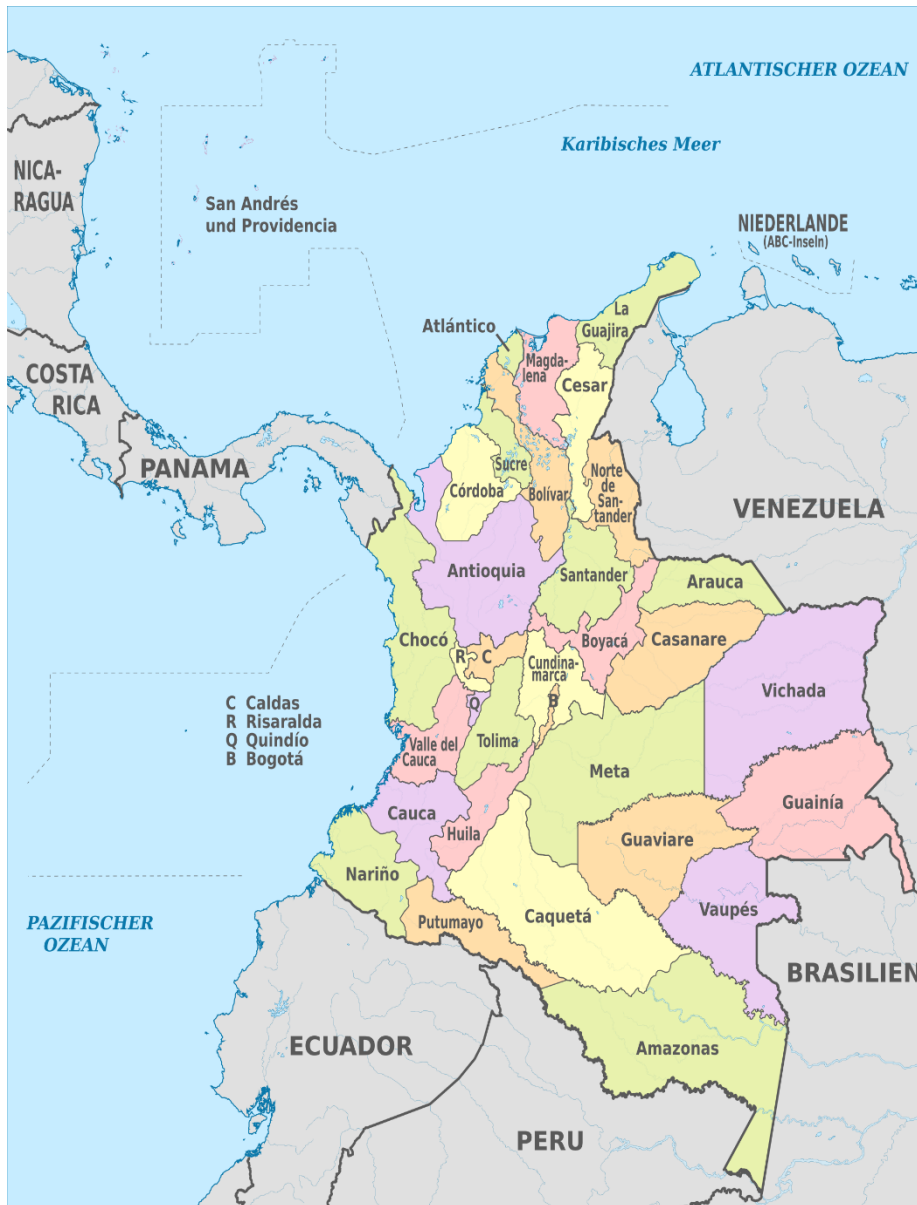 ATLANTISCHER OZEAN
Karibisches Meer
NICA-
RAGUA
San Andrés
und Providencia
NIEDERLANDE
(ABC-Inseln)
La
Guajira
Atlántico
Magda-
lena
Cesar
COSTA
RICA
PANAMA
Sucre
Córdoba
Bolívar
Norte
de
San-
tander
VENEZUELA
Antioquia
Santander
Arauca
Chocó
Boyacá
Casanare
R
C
Cundina-
marca
Vichada
C Caldas
R Risaralda
Q Quindío
B Bogotá
Q
B
Tolima
Valle del
Cauca
Meta
Guainía
Cauca
Huila
Guaviare
Nariño
Vaupés
Caquetá
Putumayo
PAZIFISCHER
OZEAN
BRASILIEN
ECUADOR
Amazonas
PERU